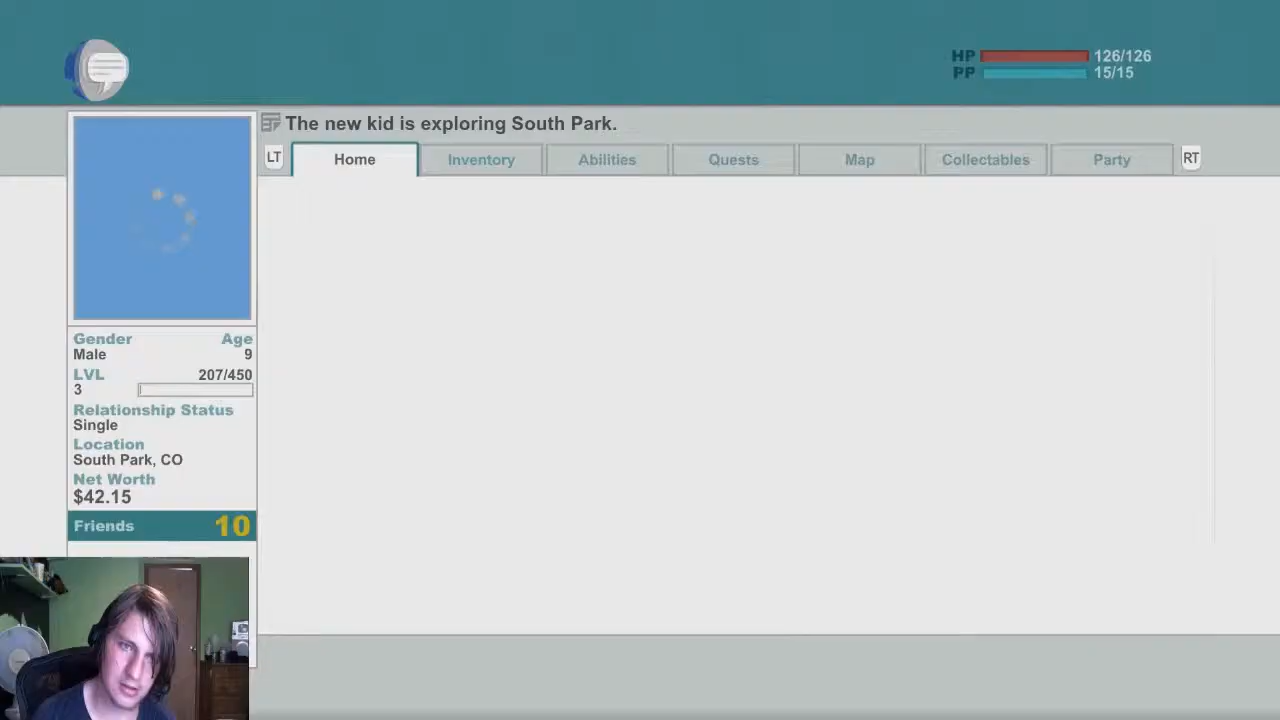 HP 126/126
PP 15/15
The new kid is exploring South Park.
LT Home Inventory Abilities Quests Map Collectables Party RT
Gender Age
Male 9
LVL 207/450
3
Relationship Status
Single
Location
South Park, CO
Net Worth
$42.15
Friends 10